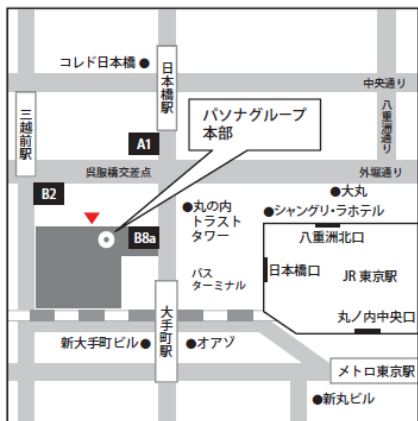 コレド日本橋
日本橋駅
中央通り
八重洲通り
三越前駅
パソナグループ
本部
A1
呉服橋交差点
外堀通り
B2
大丸
丸の内
トラスト
タワー
シャングリ・ラホテル
八重洲北口
B8a
バス
ターミナル
日本橋口
JR東京駅
丸ノ内中央口
大手町駅
新大手町ビル
オアゾ
メトロ東京駅
新丸ビル